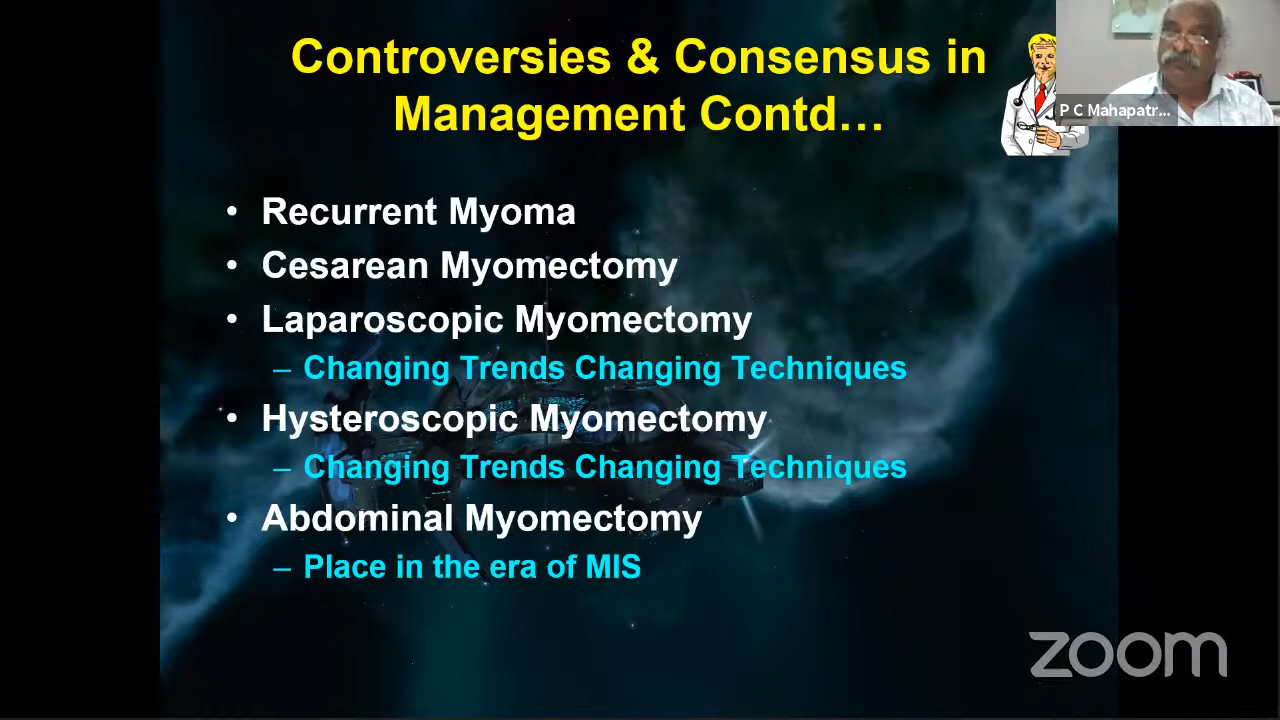 Controversies & Consensus in
Management Contd...
P C Mahapatr...
• Recurrent Myoma
• Cesarean Myomectomy
• Laparoscopic Myomectomy
– Changing Trends Changing Techniques
• Hysteroscopic Myomectomy
– Changing Trends Changing Techniques
• Abdominal Myomectomy
– Place in the era of MIS
zoom